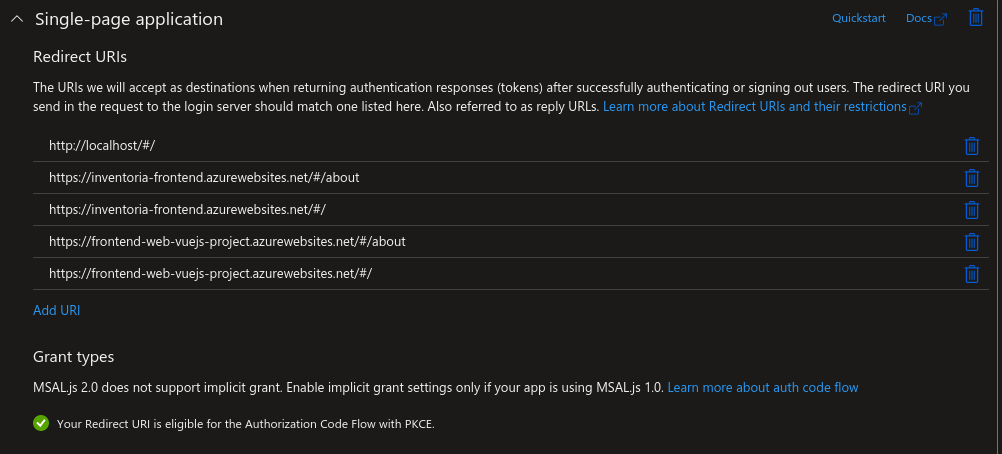 Single-page application
Quickstart
Docs
Redirect URIs
The URIs we will accept as destinations when returning authentication responses (tokens) after successfully authenticating or signing out users. The redirect URI you
send in the request to the login server should match one listed here. Also referred to as reply URLs. Learn more about Redirect URIs and their restrictions
http://localhost/#/
https://inventoria-frontend.azurewebsites.net/#/about
https://inventoria-frontend.azurewebsites.net/#/
https://frontend-web-vuejs-project.azurewebsites.net/#/about
https://frontend-web-vuejs-project.azurewebsites.net/#/
Add URI
Grant types
MSAL.js 2.0 does not support implicit grant. Enable implicit grant settings only if your app is using MSAL.js 1.0. Learn more about auth code flow
Your Redirect URI is eligible for the Authorization Code Flow with PKCE.